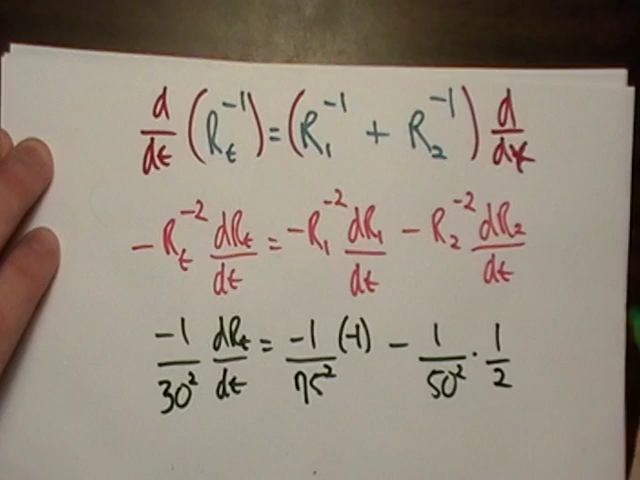 d/dt (R_t^-1) = (R_1^-1 + R_2^-1) d/dt
-R_t^-2 dR_t/dt = -R_1^-2 dR_1/dt - R_2^-2 dR_2/dt
-1/30^2 dR_t/dt = -1/75^2 (-1) - 1/50^2 · 1/2